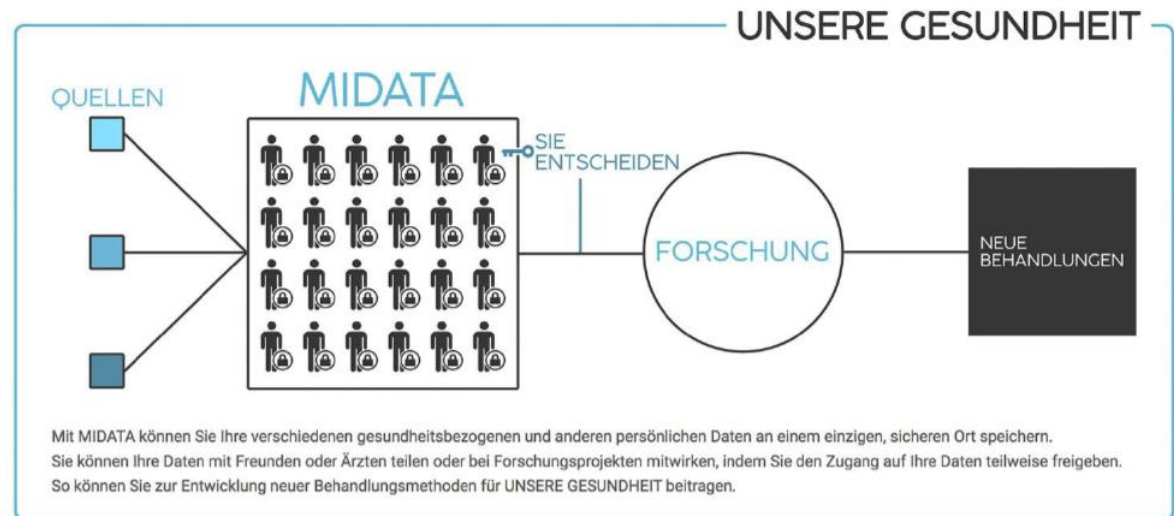 UNSERE GESUNDHEIT
QUELLEN
MIDATA
SIE
ENTSCHEIDEN
FORSCHUNG
NEUE
BEHANDLUNGEN
Mit MIDATA können Sie Ihre verschiedenen gesundheitsbezogenen und anderen persönlichen Daten an einem einzigen, sicheren Ort speichern.
Sie können Ihre Daten mit Freunden oder Ärzten teilen oder bei Forschungsprojekten mitwirken, indem Sie den Zugang auf Ihre Daten teilweise freigeben.
So können Sie zur Entwicklung neuer Behandlungsmethoden für UNSERE GESUNDHEIT beitragen.